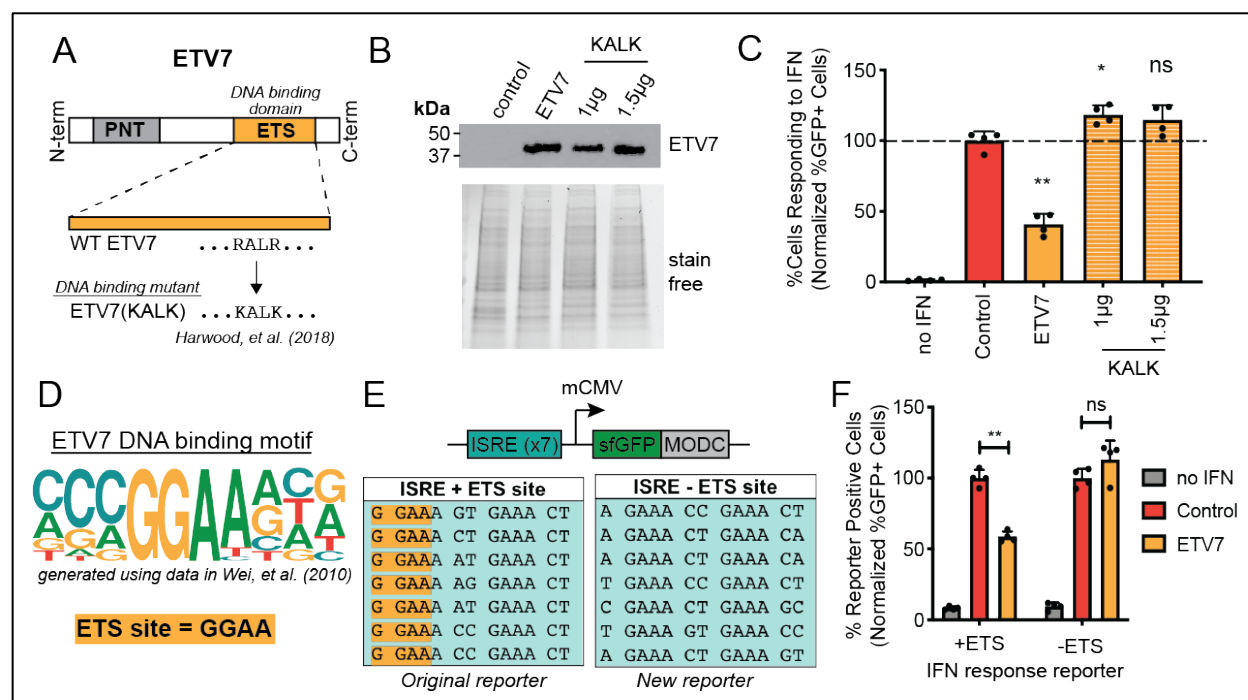 A
ETV7
DNA binding
domain
N-term
PNT
ETS
C-term
WT ETV7
...RALR...
DNA binding mutant
ETV7(KALK)
...KALK...
Harwood, et al. (2018)
B
KALK
control
ETV7
1µg
1.5µg
kDa
50
37
ETV7
stain
free
C
%Cells Responding to IFN
(Normalized %GFP+ Cells)
150
100
50
0
**
*
ns
no IFN
Control
ETV7
1µg
1.5µg
KALK
D
ETV7 DNA binding motif
generated using data in Wei, et al. (2010)
ETS site = GGAA
E
mCMV
ISRE (x7)
sfGFP
MODC
ISRE + ETS site
G GAAA GT GAAA CT
G GAAA CT GAAA CT
G GAAA AT GAAA CT
G GAAA AG GAAA CT
G GAAA AT GAAA CT
G GAAA CC GAAA CT
G GAAA CC GAAA CT
Original reporter
ISRE - ETS site
A GAAA CC GAAA CT
A GAAA CT GAAA CA
A GAAA CT GAAA CA
T GAAA CC GAAA CT
C GAAA CT GAAA GC
T GAAA GT GAAA CC
A GAAA CT GAAA GT
New reporter
F
% Reporter Positive Cells
(Normalized %GFP+ Cells)
150
100
50
0
**
ns
no IFN
Control
ETV7
+ETS
-ETS
IFN response reporter